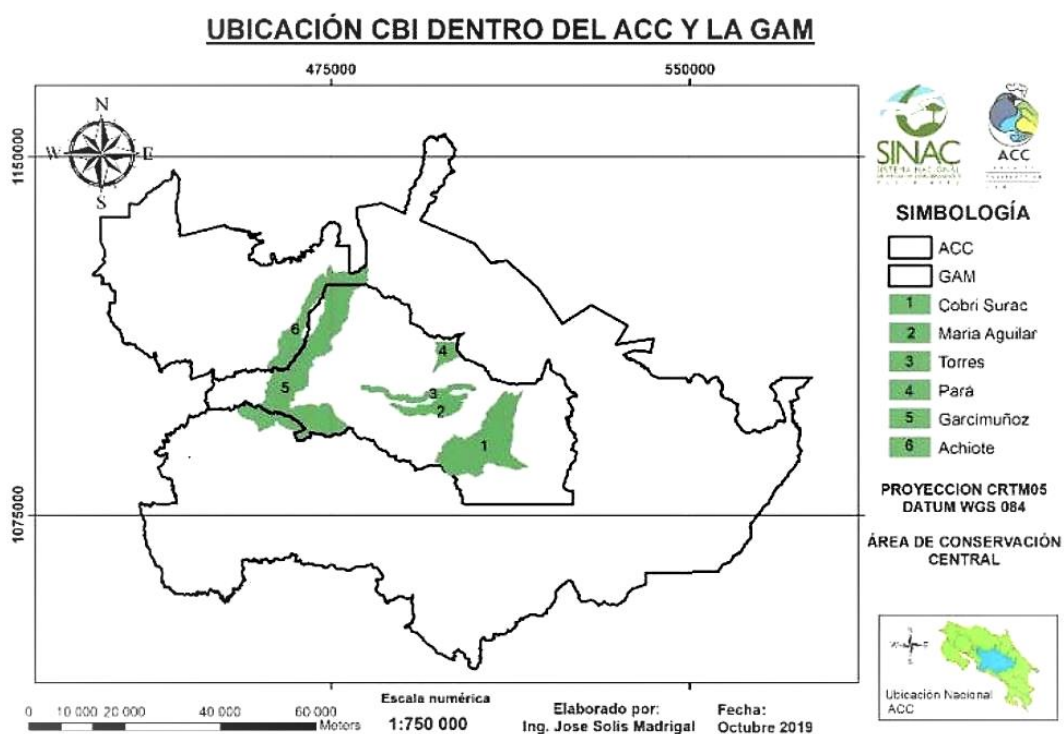 UBICACIÓN CBI DENTRO DEL ACC Y LA GAM
475000
550000
1150000
1075000
N
W
E
S
6
5
4
3
2
1
SINAC
SISTEMA NACIONAL
ACC
SIMBOLOGÍA
ACC
GAM
1 Cobri Surac
2 Maria Aguilar
3 Torres
4 Pará
5 Garcimuñoz
6 Achiote
PROYECCION CRTM05
DATUM WGS 084
ÁREA DE CONSERVACIÓN
CENTRAL
Ubicación Nacional
ACC
0 10 000 20 000 40 000 60 000
Meters
Escala numérica
1:750 000
Elaborado por:
Ing. Jose Solis Madrigal
Fecha:
Octubre 2019